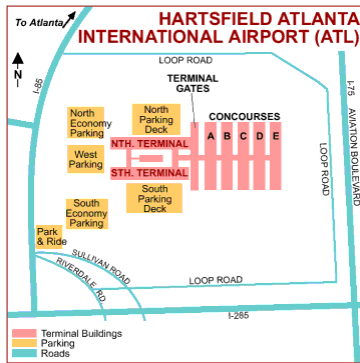 HARTSFIELD ATLANTA
INTERNATIONAL AIRPORT (ATL)
To Atlanta
N
I-85
LOOP ROAD
I-75
TERMINAL
GATES
CONCOURSES
A B C D E
North
Economy
Parking
North
Parking
Deck
NTH. TERMINAL
West
Parking
STH. TERMINAL
South
Parking
Deck
South
Economy
Parking
Park
& Ride
LOOP ROAD
AVIATION BOULEVARD
SULLIVAN ROAD
RIVERDALE RD
LOOP ROAD
I-285
Terminal Buildings
Parking
Roads